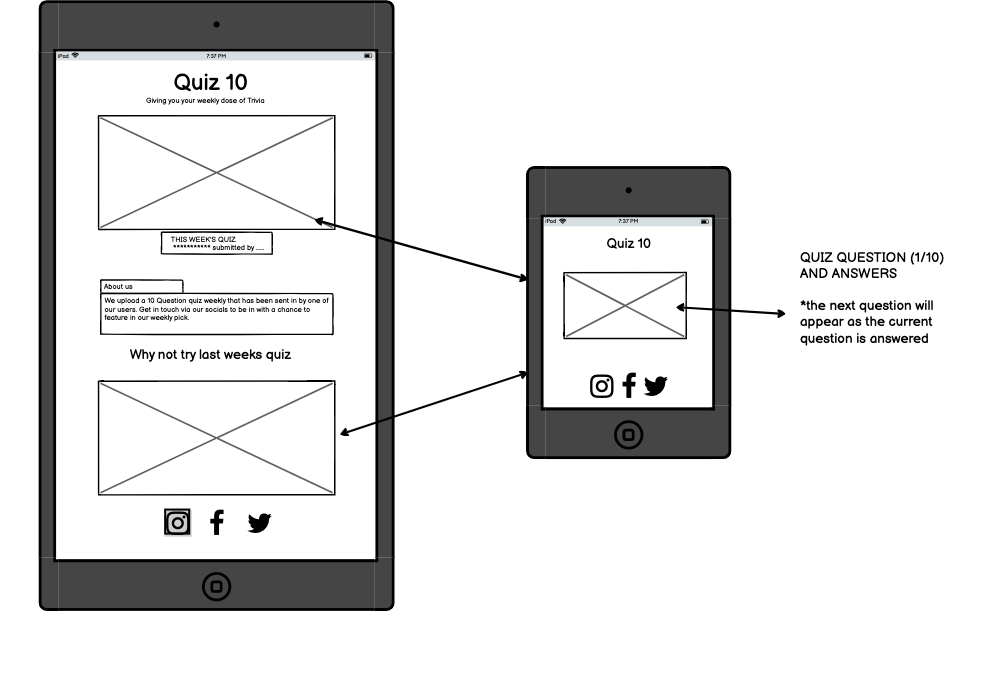 iPod
7:37 PM
Quiz 10
Giving you your weekly dose of Trivia
THIS WEEK'S QUIZ
*********** submitted by .....
About us
We upload a 10 Question quiz weekly that has been sent in by one of
our users. Get in touch via our socials to be in with a chance to
feature in our weekly pick.
Why not try last weeks quiz
iPod
7:37 PM
Quiz 10
QUIZ QUESTION (1/10)
AND ANSWERS
*the next question will
appear as the current
question is answered